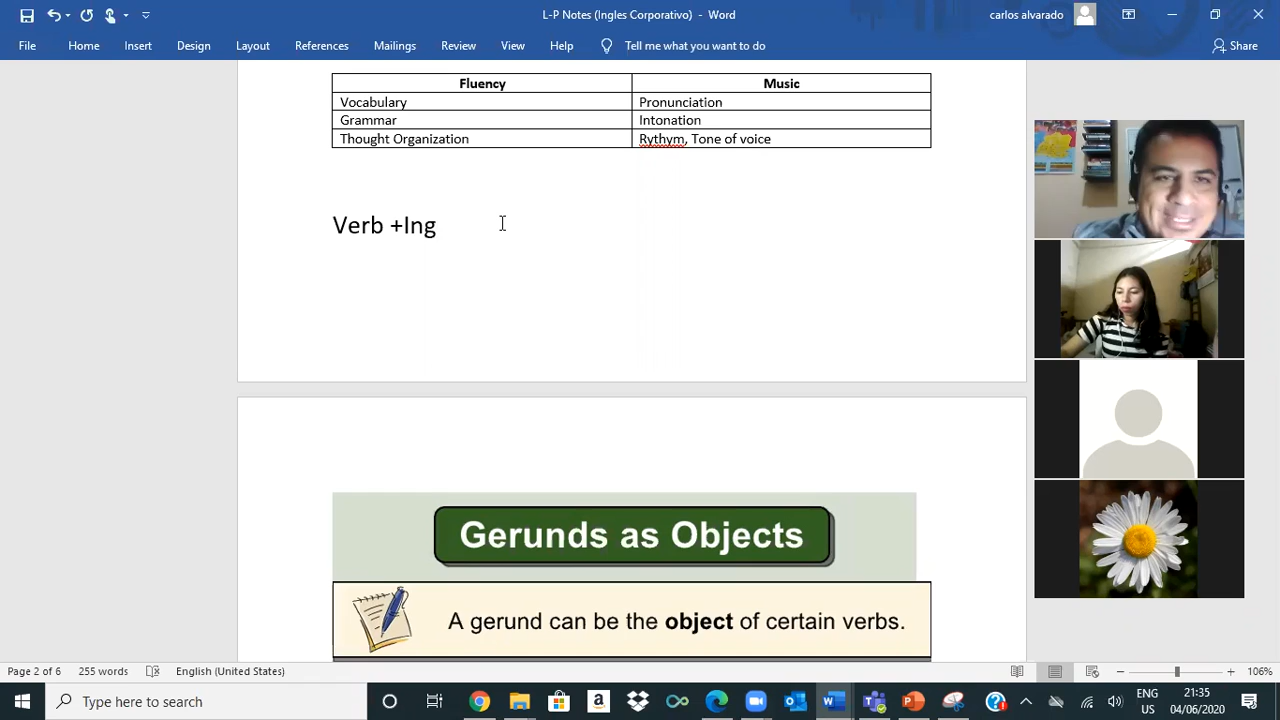 L-P Notes (Ingles Corporativo) - Word
carlos alvarado
File Home Insert Design Layout References Mailings Review View Help Tell me what you want to do Share
Fluency Music
Vocabulary Pronunciation
Grammar Intonation
Thought Organization Rythym, Tone of voice
Verb +Ing
Gerunds as Objects
A gerund can be the object of certain verbs.
Page 2 of 6 255 words English (United States) 106%
Type here to search
ENG
US
21:35
04/06/2020